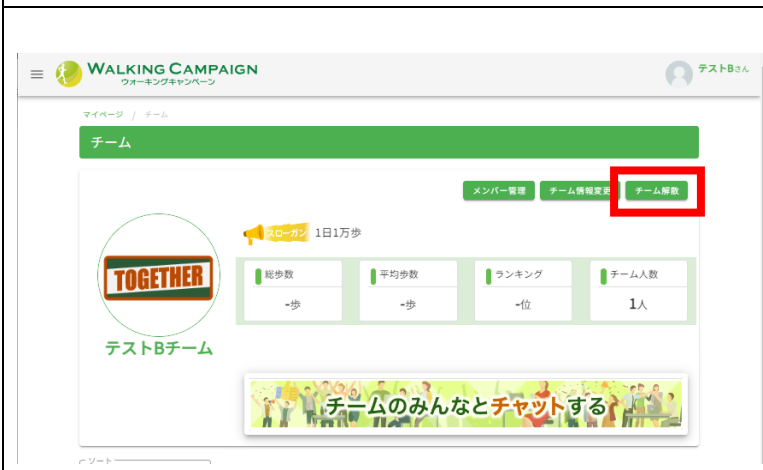 WALKING CAMPAIGN
ウォーキングキャンペーン
テストBさん
マイページ / チーム
チーム
メンバー管理 チーム情報変更 チーム解散
スローガン 1日1万歩
TOGETHER
総歩数 平均歩数 ランキング チーム人数
-歩 -歩 -位 1人
テストBチーム
チームのみんなとチャットする
ソート